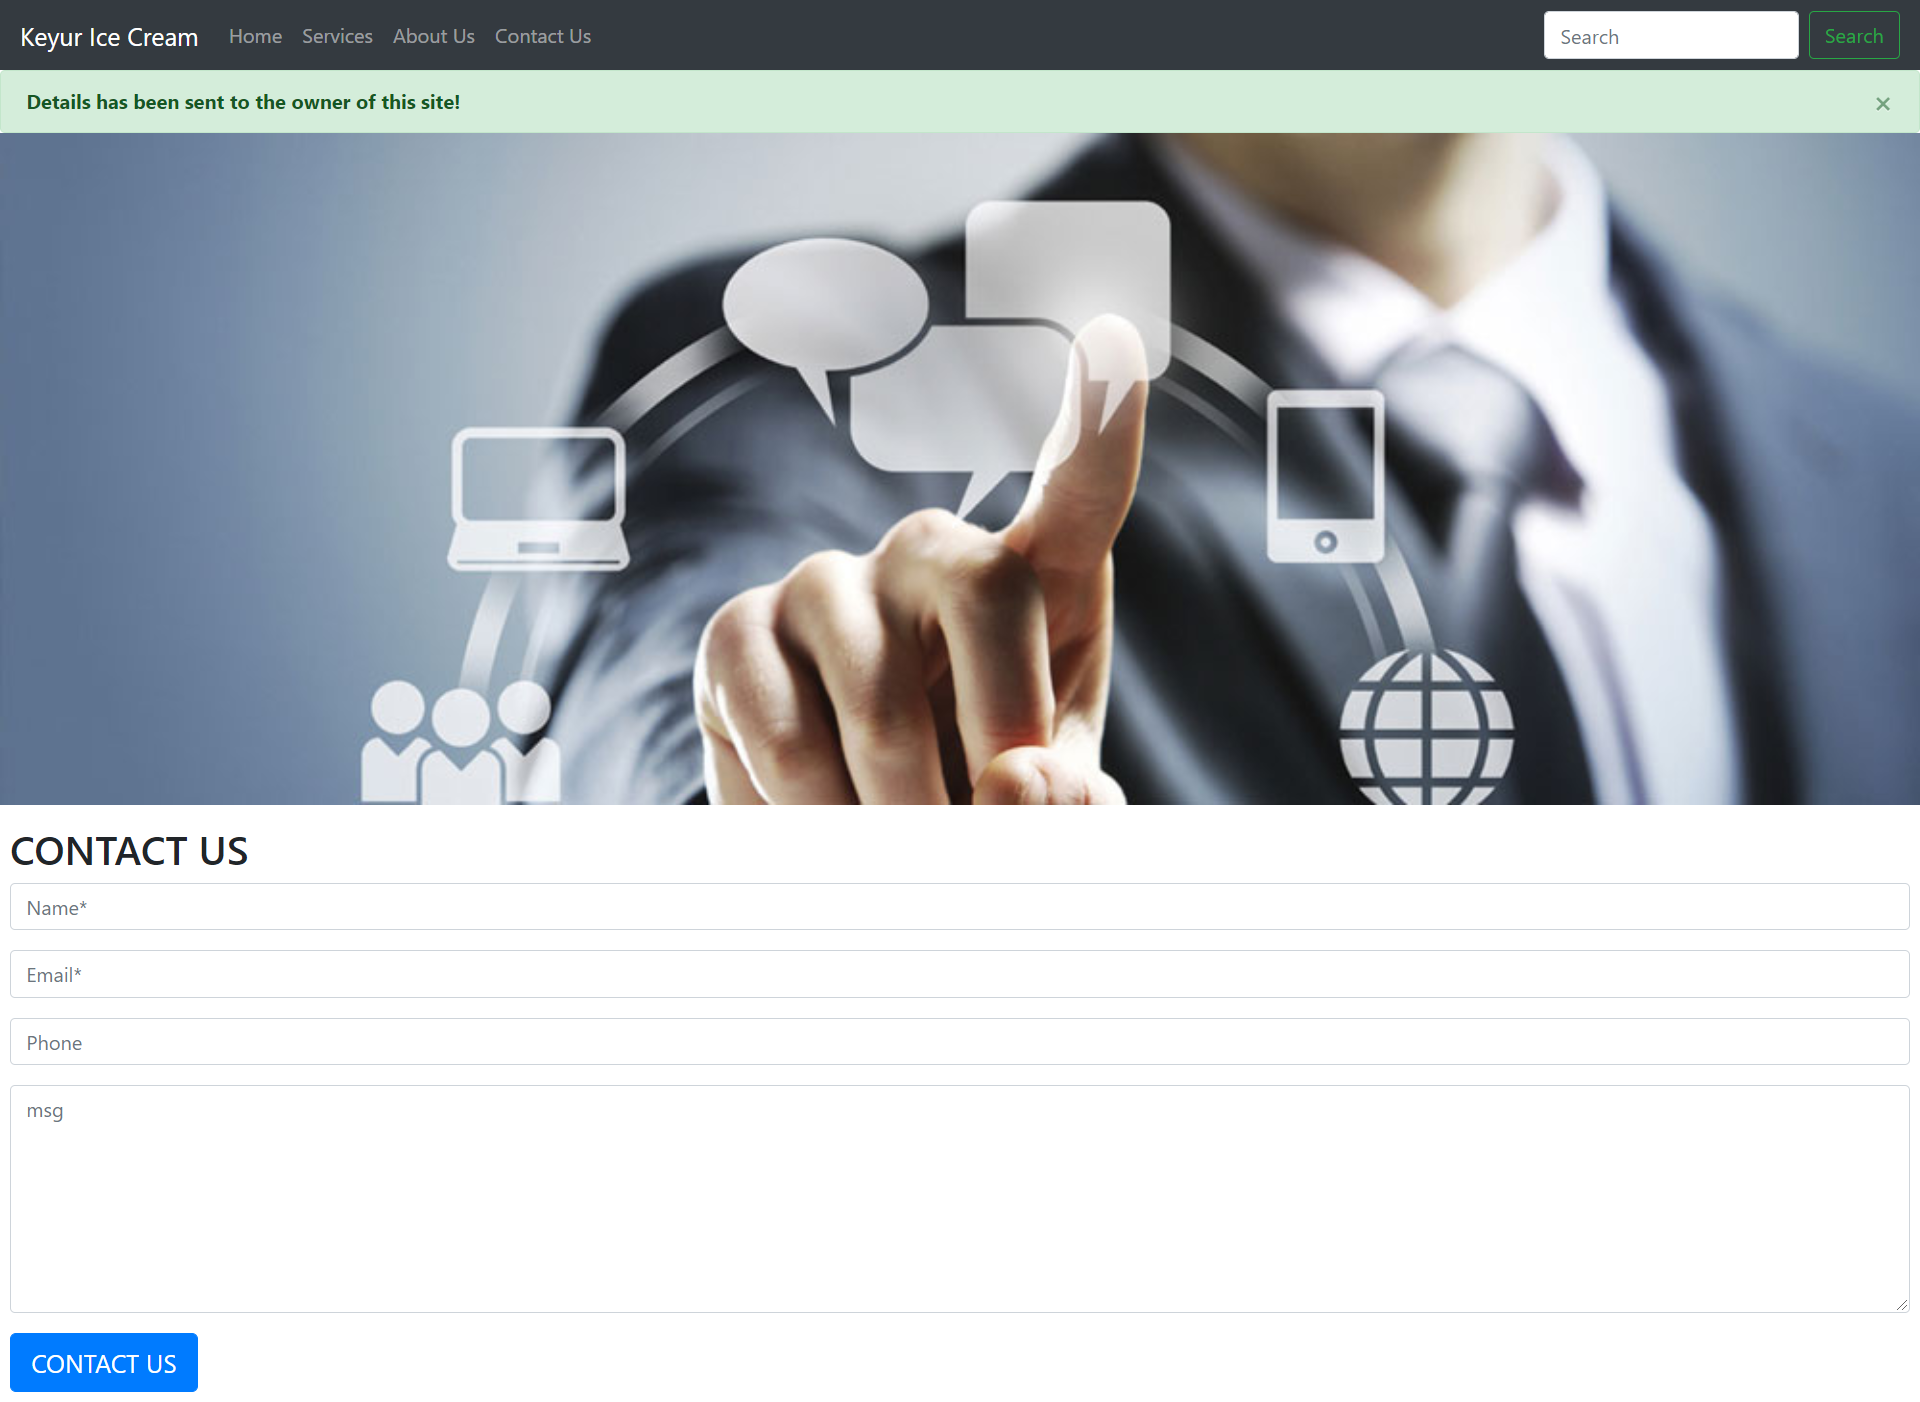 Keyur Ice Cream Home Services About Us Contact Us Search Search
Details has been sent to the owner of this site! ×
CONTACT US
Name*
Email*
Phone
msg
CONTACT US